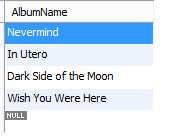 AlbumName
Nevermind
In Utero
Dark Side of the Moon
Wish You Were Here
NULL